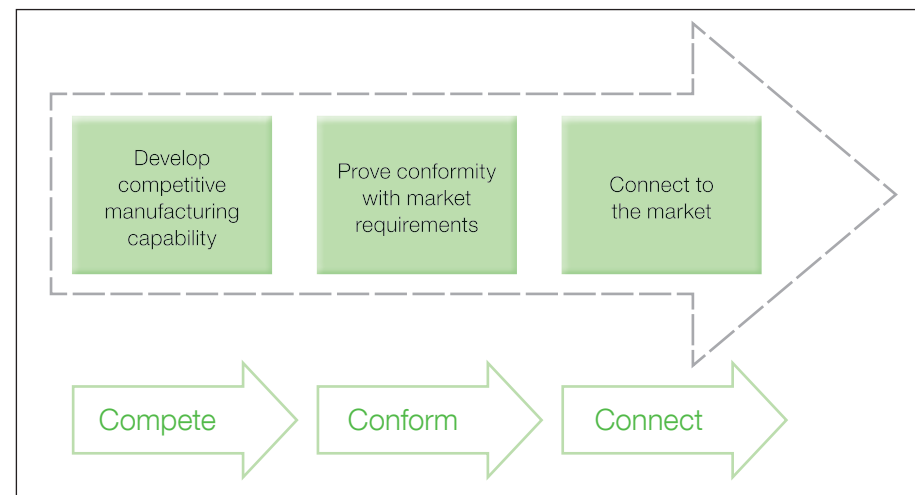 Develop
competitive
manufacturing
capability
Prove conformity
with market
requirements
Connect to
the market
Compete
Conform
Connect